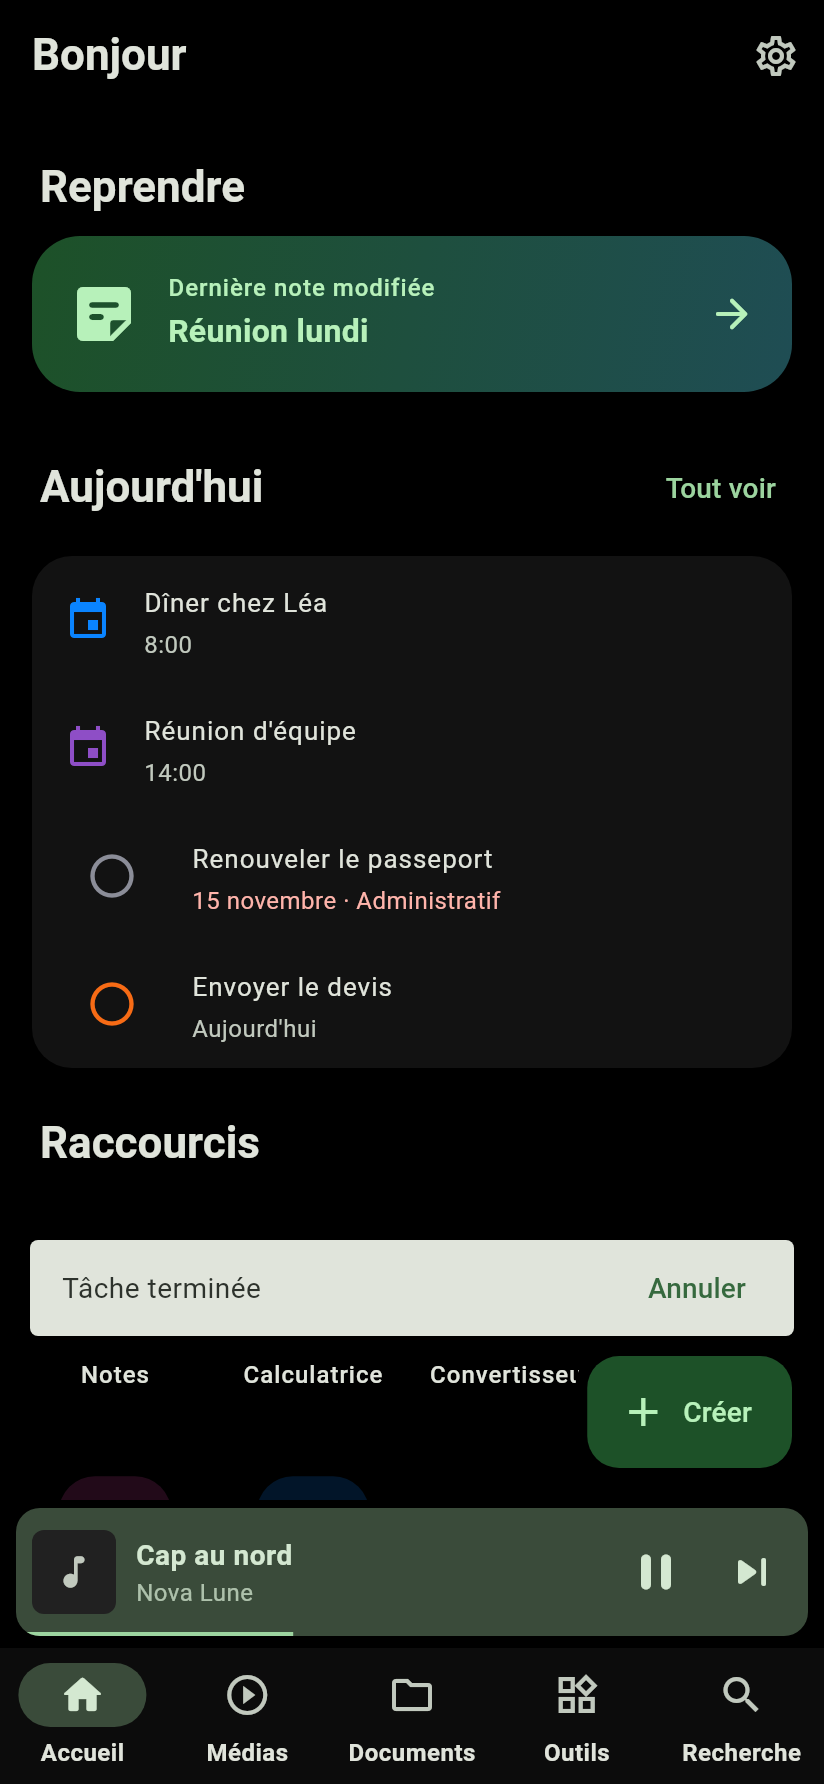 Bonjour
Reprendre
Dernière note modifiée
Réunion lundi
Aujourd'hui
Tout voir
Dîner chez Léa
8:00
Réunion d'équipe
14:00
Renouveler le passeport
15 novembre · Administratif
Envoyer le devis
Aujourd'hui
Raccourcis
Tâche terminée
Annuler
Notes
Calculatrice
Créer
Cap au nord
Nova Lune
Accueil
Médias
Documents
Outils
Recherche